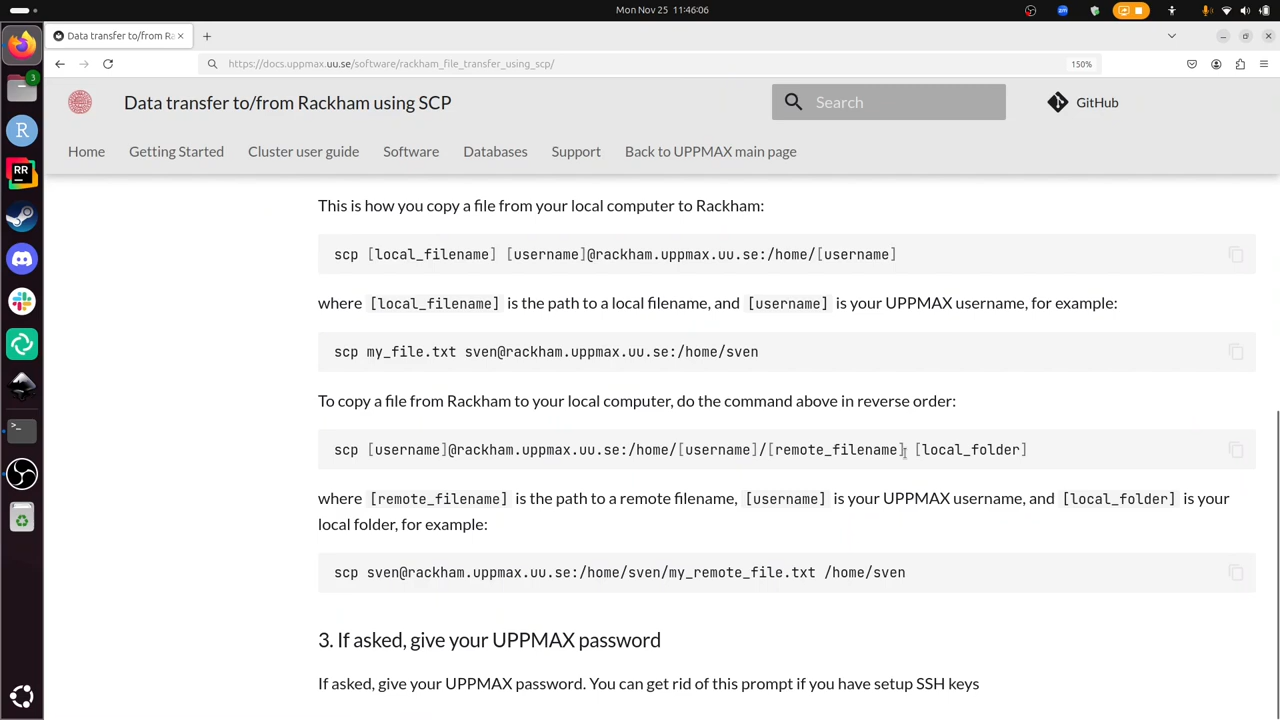 Mon Nov 25 11:46:06
Data transfer to/from Ra
https://docs.uppmax.uu.se/software/rackham_file_transfer_using_scp/
150%
3
Data transfer to/from Rackham using SCP
Search
GitHub
Home
Getting Started
Cluster user guide
Software
Databases
Support
Back to UPPMAX main page
R
RR
zm
This is how you copy a file from your local computer to Rackham:
scp [local_filename] [username]@rackham.uppmax.uu.se:/home/[username]
where [local_filename] is the path to a local filename, and [username] is your UPPMAX username, for example:
scp my_file.txt sven@rackham.uppmax.uu.se:/home/sven
To copy a file from Rackham to your local computer, do the command above in reverse order:
scp [username]@rackham.uppmax.uu.se:/home/[username]/[remote_filename] [local_folder]
where [remote_filename] is the path to a remote filename, [username] is your UPPMAX username, and [local_folder] is your
local folder, for example:
scp sven@rackham.uppmax.uu.se:/home/sven/my_remote_file.txt /home/sven
3. If asked, give your UPPMAX password
If asked, give your UPPMAX password. You can get rid of this prompt if you have setup SSH keys